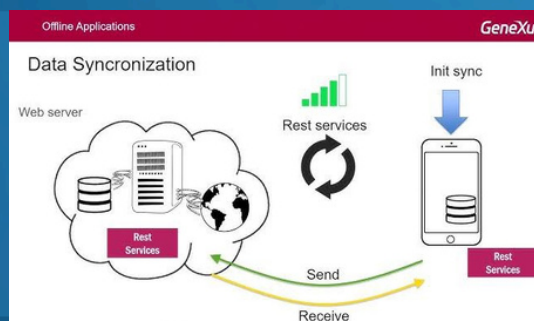 Offline Applications
GeneXu
Data Syncronization
Init sync
Web server
Rest services
Rest
Services
Rest
Services
Send
Receive